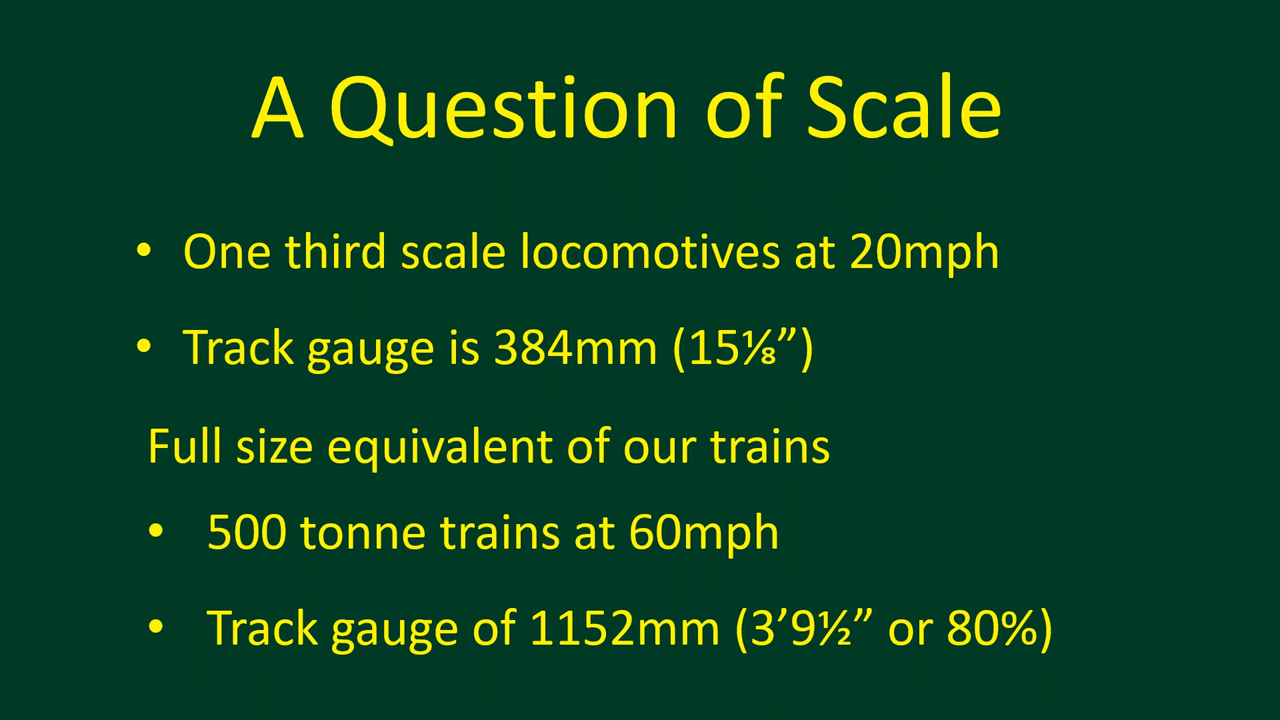 A Question of Scale
• One third scale locomotives at 20mph
• Track gauge is 384mm (15⅛”)
Full size equivalent of our trains
• 500 tonne trains at 60mph
• Track gauge of 1152mm (3’9½” or 80%)